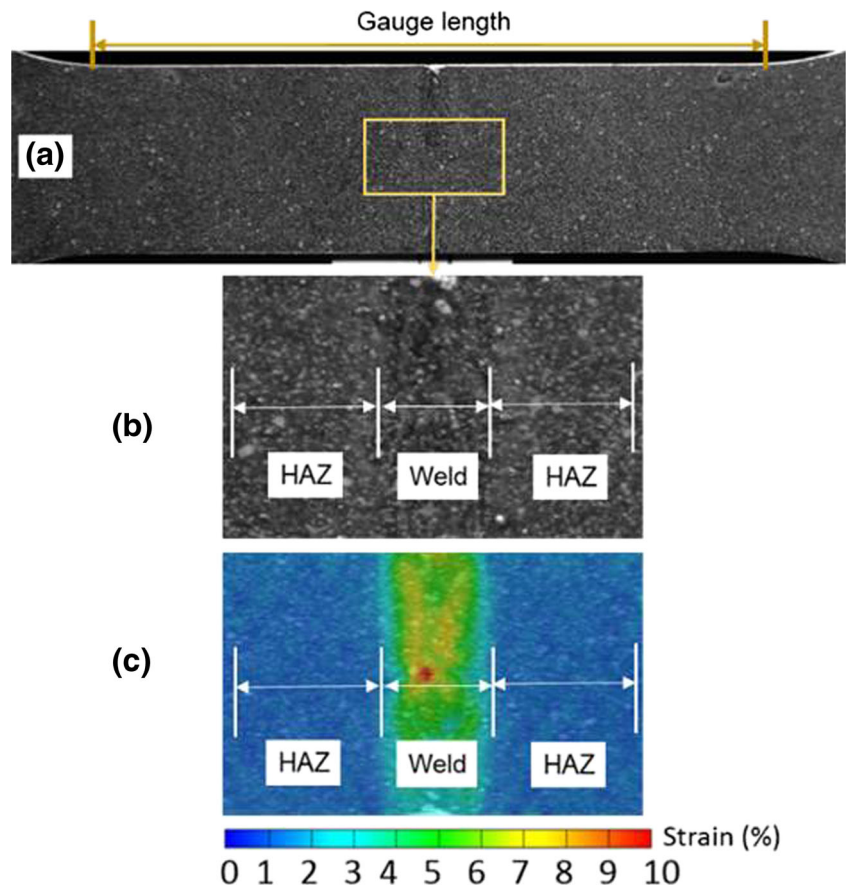 Gauge length
(a)
(b)
HAZ Weld HAZ
(c)
HAZ Weld HAZ
Strain (%)
0 1 2 3 4 5 6 7 8 9 10